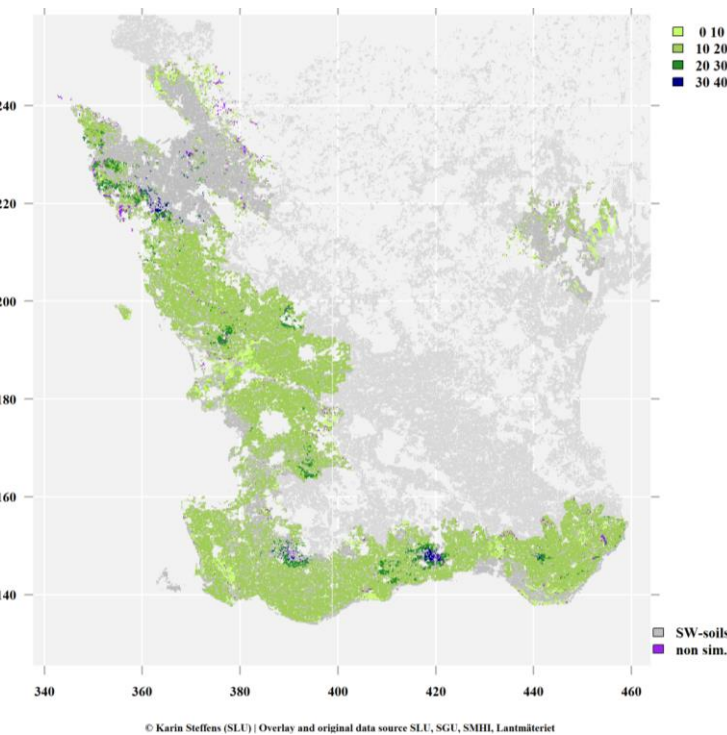 0 10
10 20
20 30
30 40
240
220
200
180
160
140
SW-soils
non sim.
340 360 380 400 420 440 460
© Karin Steffens (SLU) | Overlay and original data source SLU, SGU, SMHI, Lantmäteriet